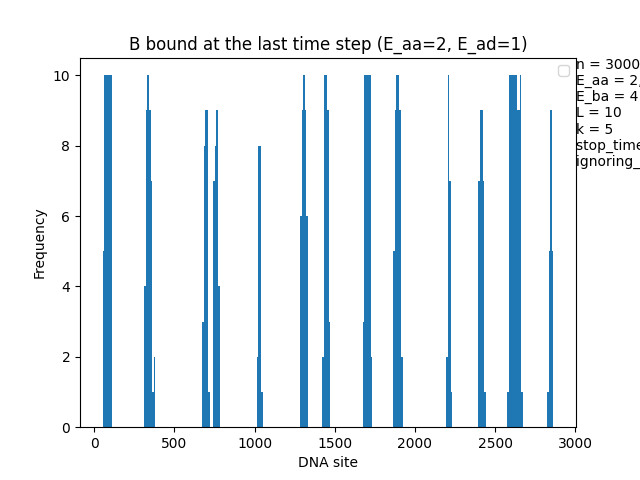 B bound at the last time step (E_aa=2, E_ad=1)
n = 3000
E_aa = 2,
E_ba = 4
L = 10
k = 5
stop_time
ignoring_
10
8
6
4
2
0
Frequency
0 500 1000 1500 2000 2500 3000
DNA site